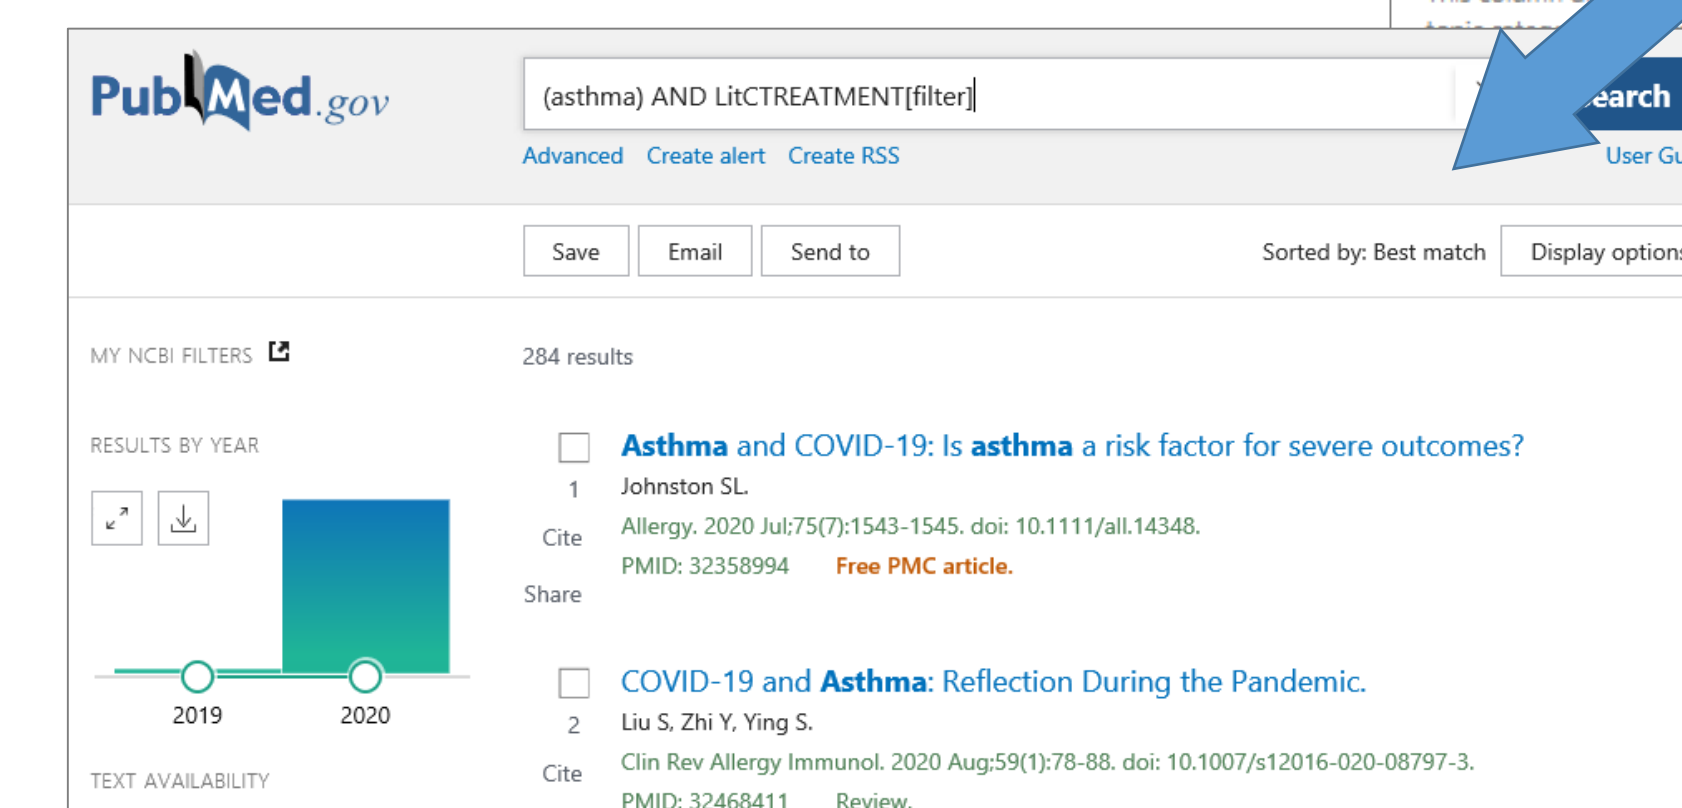 PubMed.gov
(asthma) AND LitCTREATMENT[filter]
Advanced Create alert Create RSS
Save Email Send to
Sorted by: Best match
MY NCBI FILTERS
284 results
RESULTS BY YEAR
2019 2020
TEXT AVAILABILITY
Asthma and COVID-19: Is asthma a risk factor for severe outcomes?
1
Johnston SL.
Cite
Allergy. 2020 Jul;75(7):1543-1545. doi: 10.1111/all.14348.
PMID: 32358994 Free PMC article.
Share
COVID-19 and Asthma: Reflection During the Pandemic.
2
Liu S, Zhi Y, Ying S.
Cite
Clin Rev Allergy Immunol. 2020 Aug;59(1):78-88. doi: 10.1007/s12016-020-08797-3.
PMID: 32468411 Review.